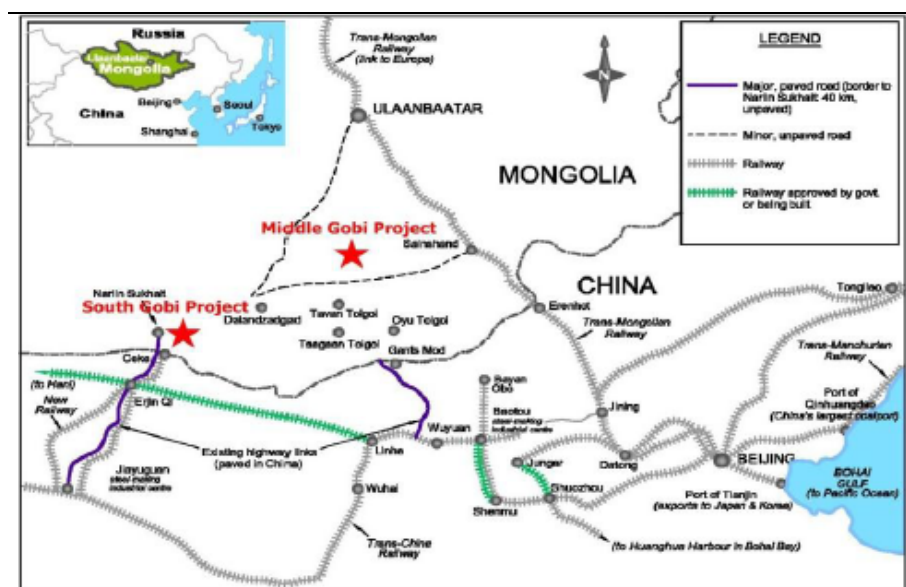 Russia
Ulaanbaatar
Mongolia
China
Beijing
Seoul
Shanghai
Tokyo
Trans-Mongolian
Railway
(link to Europe)
ULAANBAATAR
MONGOLIA
CHINA
LEGEND
Major, paved road (border to
Nariin Sukhait: 40 km,
unpaved)
Minor, unpaved road
Railway
Railway approved by govt.
or being built
Middle Gobi Project
Sainshand
South Gobi Project
Nariin Sukhait
Dalandzadgad
Tavan Tolgoi
Oyu Tolgoi
Tsagaan Tolgoi
Gants Mod
Erenhot
Tongliao
Trans-Mongolian
Railway
Trans-Manchurian
Railway
Ceke
(to Hami)
New
Railway
Erjin Qi
Bayan
Obo
Baotou
steel-making
industrial centre
Jining
Port of
Qinhuangdao
(China's largest coalport)
Existing highway links
(paved in China)
Linhe
Wuyuan
Jiayuguan
steel-making
industrial centre
Wuhai
Jungar
Shuozhou
Datong
BEIJING
BOHAI
GULF
(to Pacific Ocean)
Port of Tianjin
(exports to Japan & Korea)
Shenmu
Trans-China
Railway
(to Huanghua Harbour in Bohai Bay)